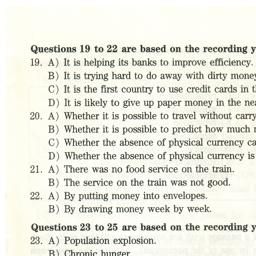 Questions 19 to 22 are based on the recording y
19. A) It is helping its banks to improve efficiency.
B) It is trying hard to do away with dirty money
C) It is the first country to use credit cards in t
D) It is likely to give up paper money in the nea
20. A) Whether it is possible to travel without carry
B) Whether it is possible to predict how much m
C) Whether the absence of physical currency ca
D) Whether the absence of physical currency is
21. A) There was no food service on the train.
B) The service on the train was not good.
22. A) By putting money into envelopes.
B) By drawing money week by week.
Questions 23 to 25 are based on the recording y
23. A) Population explosion.
B) Chronic hunger.